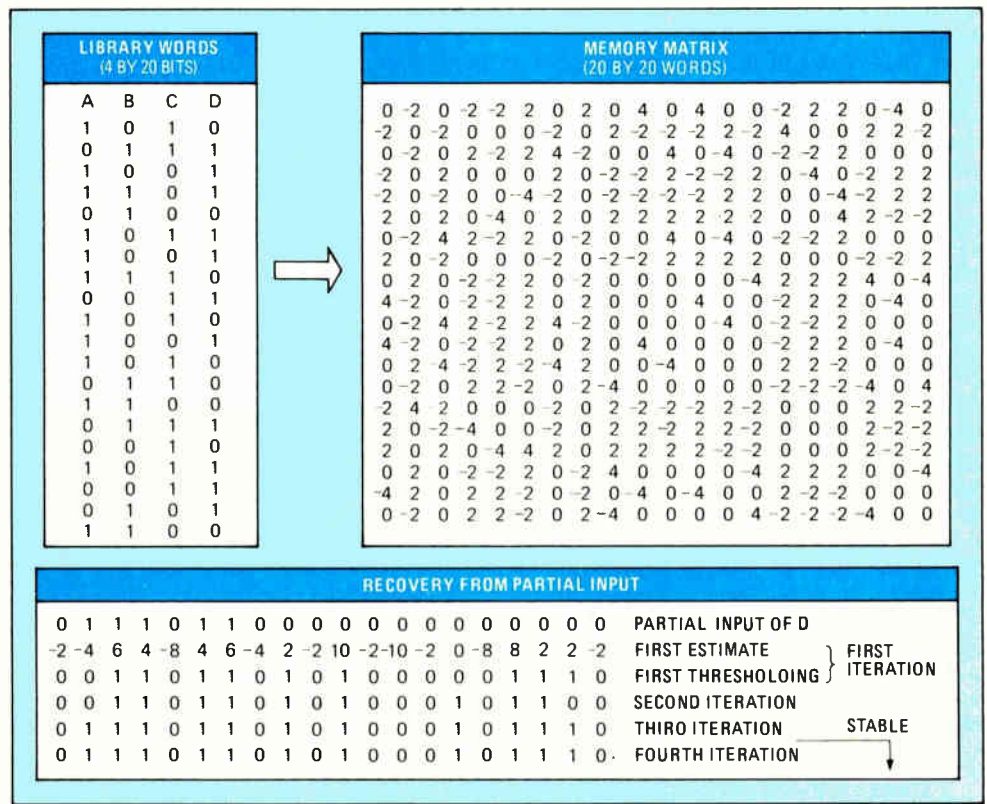 LIBRARY WORDS
(4 BY 20 BITS)
A B C D
1 0 1 0
0 1 1 1
1 0 0 1
1 1 0 1
0 1 0 0
1 0 1 1
1 0 0 1
1 1 1 0
0 0 1 1
1 0 1 0
1 0 0 1
1 0 1 0
0 1 1 0
1 1 0 0
0 1 1 1
0 0 1 0
1 0 1 1
0 0 1 1
0 1 0 1
1 1 0 0
MEMORY MATRIX
(20 BY 20 WORDS)
0 -2 0 -2 -2 2 0 2 0 4 0 4 0 0 -2 2 2 0 -4 0
-2 0 -2 0 0 0 -2 0 2 -2 -2 -2 2 -2 4 0 0 2 2 -2
0 -2 0 2 -2 2 4 -2 0 0 4 0 -4 0 -2 -2 2 0 0 0
-2 0 2 0 0 0 2 0 -2 -2 2 -2 -2 2 0 -4 0 -2 2 2
-2 0 -2 0 0 -4 -2 0 -2 -2 -2 -2 2 2 0 0 -4 -2 2 2
2 0 2 0 -4 0 2 0 2 2 2 2 -2 -2 0 0 4 2 -2 -2
0 -2 4 2 -2 2 0 -2 0 0 4 0 -4 0 -2 -2 2 0 0 0
2 0 -2 0 0 0 -2 0 -2 -2 2 2 2 2 0 0 0 -2 -2 2
0 2 0 -2 -2 2 0 -2 0 0 0 0 0 -4 2 2 2 4 0 -4
4 -2 0 -2 -2 2 0 2 0 0 0 4 0 0 -2 2 2 0 -4 0
0 -2 4 2 -2 2 4 -2 0 0 0 0 -4 0 -2 -2 2 0 0 0
4 -2 0 -2 -2 2 0 2 0 4 0 0 0 0 -2 2 2 0 -4 0
0 2 -4 -2 2 -2 -4 2 0 0 -4 0 0 0 2 2 -2 0 0 0
0 -2 0 2 2 -2 0 2 -4 0 0 0 0 0 -2 -2 -2 -4 0 4
-2 4 -2 0 0 0 -2 0 2 -2 -2 -2 2 -2 0 0 0 2 2 -2
2 0 -2 -4 0 0 -2 0 2 2 -2 2 2 -2 0 0 0 2 -2 -2
2 0 2 0 -4 4 2 0 2 2 2 2 -2 -2 0 0 0 2 -2 -2
0 2 0 -2 -2 2 0 -2 4 0 0 0 0 -4 2 2 2 0 0 -4
-4 2 0 2 2 -2 0 -2 0 -4 0 -4 0 0 2 -2 -2 0 0 0
0 -2 0 2 2 -2 0 2 -4 0 0 0 0 4 -2 -2 -2 -4 0 0
RECOVERY FROM PARTIAL INPUT
0 1 1 1 0 1 1 0 0 0 0 0 0 0 0 0 0 0 0 0 PARTIAL INPUT OF D
-2 -4 6 4 -8 4 6 -4 2 -2 10 -2 -10 -2 0 -8 8 2 2 -2 FIRST ESTIMATE
0 0 1 1 0 1 1 0 1 0 1 0 0 0 0 0 1 1 1 0 FIRST THRESHOLOING
FIRST
ITERATION
0 0 1 1 0 1 1 0 1 0 1 0 0 0 1 0 1 1 0 0 SECOND ITERATION
0 1 1 1 0 1 1 0 1 0 1 0 0 0 1 0 1 1 1 0 THIRO ITERATION STABLE
0 1 1 1 0 1 1 0 1 0 1 0 0 0 1 0 1 1 1 0. FOURTH ITERATION